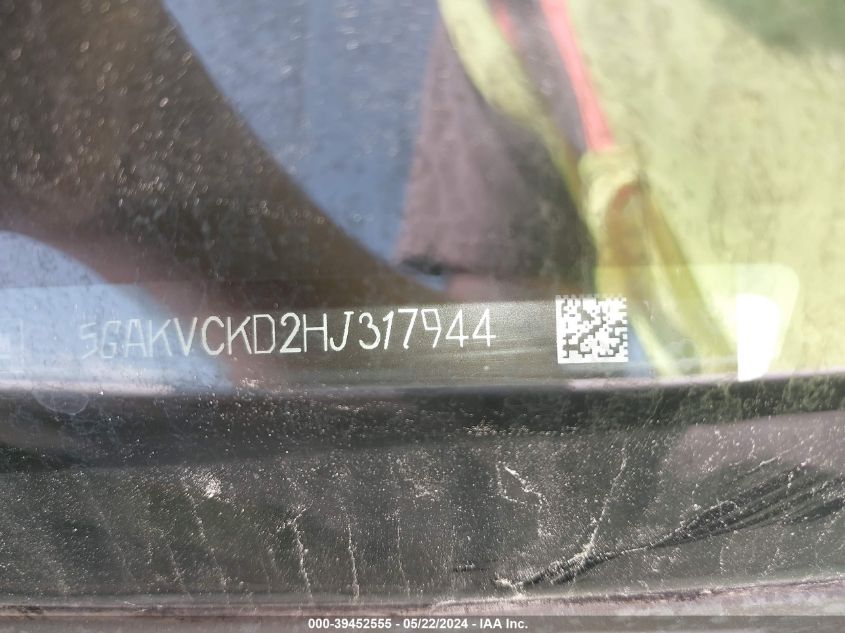 5GAKVCKD2HJ317944
000-39452555 - 05/22/2024 - IAA Inc.